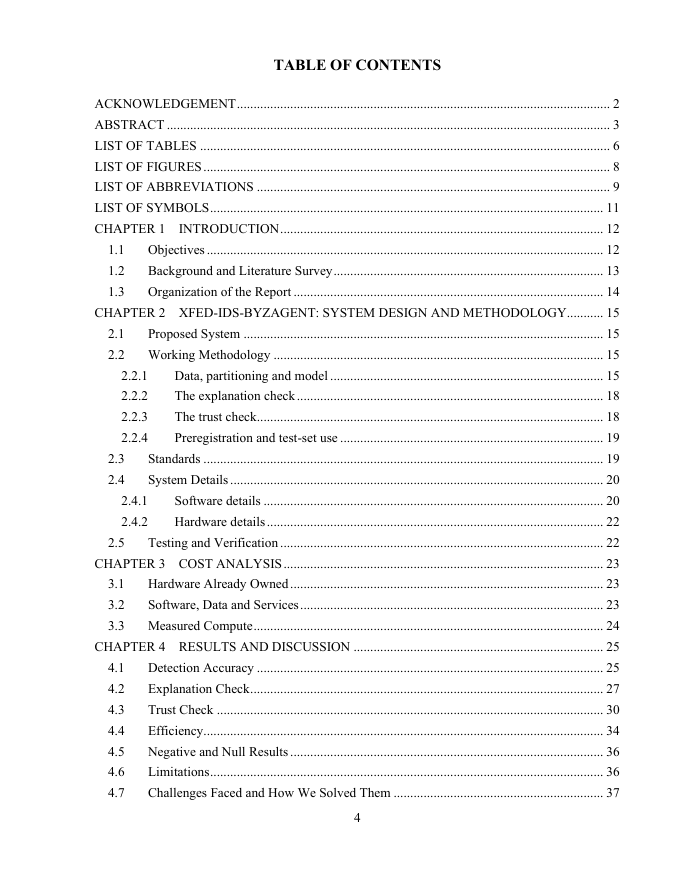 TABLE OF CONTENTS
ACKNOWLEDGEMENT 2
ABSTRACT 3
LIST OF TABLES 6
LIST OF FIGURES 8
LIST OF ABBREVIATIONS 9
LIST OF SYMBOLS 11
CHAPTER 1 INTRODUCTION 12
1.1 Objectives 12
1.2 Background and Literature Survey 13
1.3 Organization of the Report 14
CHAPTER 2 XFED-IDS-BYZAGENT: SYSTEM DESIGN AND METHODOLOGY 15
2.1 Proposed System 15
2.2 Working Methodology 15
2.2.1 Data, partitioning and model 15
2.2.2 The explanation check 18
2.2.3 The trust check 18
2.2.4 Preregistration and test-set use 19
2.3 Standards 19
2.4 System Details 20
2.4.1 Software details 20
2.4.2 Hardware details 22
2.5 Testing and Verification 22
CHAPTER 3 COST ANALYSIS 23
3.1 Hardware Already Owned 23
3.2 Software, Data and Services 23
3.3 Measured Compute 24
CHAPTER 4 RESULTS AND DISCUSSION 25
4.1 Detection Accuracy 25
4.2 Explanation Check 27
4.3 Trust Check 30
4.4 Efficiency 34
4.5 Negative and Null Results 36
4.6 Limitations 36
4.7 Challenges Faced and How We Solved Them 37
4